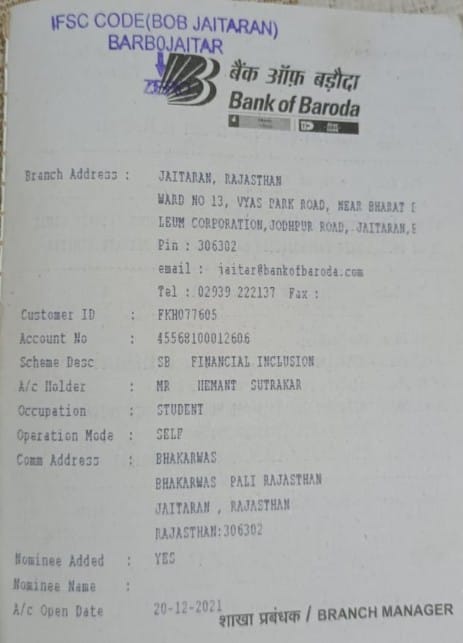 IFSC CODE(BOB JAITARAN)
BARB0JAITAR
बैंक ऑफ़ बड़ौदा
Bank of Baroda
Branch Address : JAITARAN, RAJASTHAN
WARD NO 13, VYAS PARK ROAD, NEAR BHARAT
LEUM CORPORATION,JODHPUR ROAD, JAITARAN,
Pin : 306302
email : jaitar@bankofbaroda.com
Tel : 02939 222137 Fax :
Customer ID : FKH077605
Account No : 45568100012606
Scheme Desc : SB FINANCIAL INCLUSION
A/c Holder : MR HEMANT SUTRAKAR
Occupation : STUDENT
Operation Mode : SELF
Comm Address : BHAKARWAS
BHAKARWAS PALI RAJASTHAN
JAITARAN , RAJASTHAN
RAJASTHAN:306302
Nominee Added : YES
Nominee Name :
A/c Open Date 20-12-2021
शाखा प्रबंधक / BRANCH MANAGER